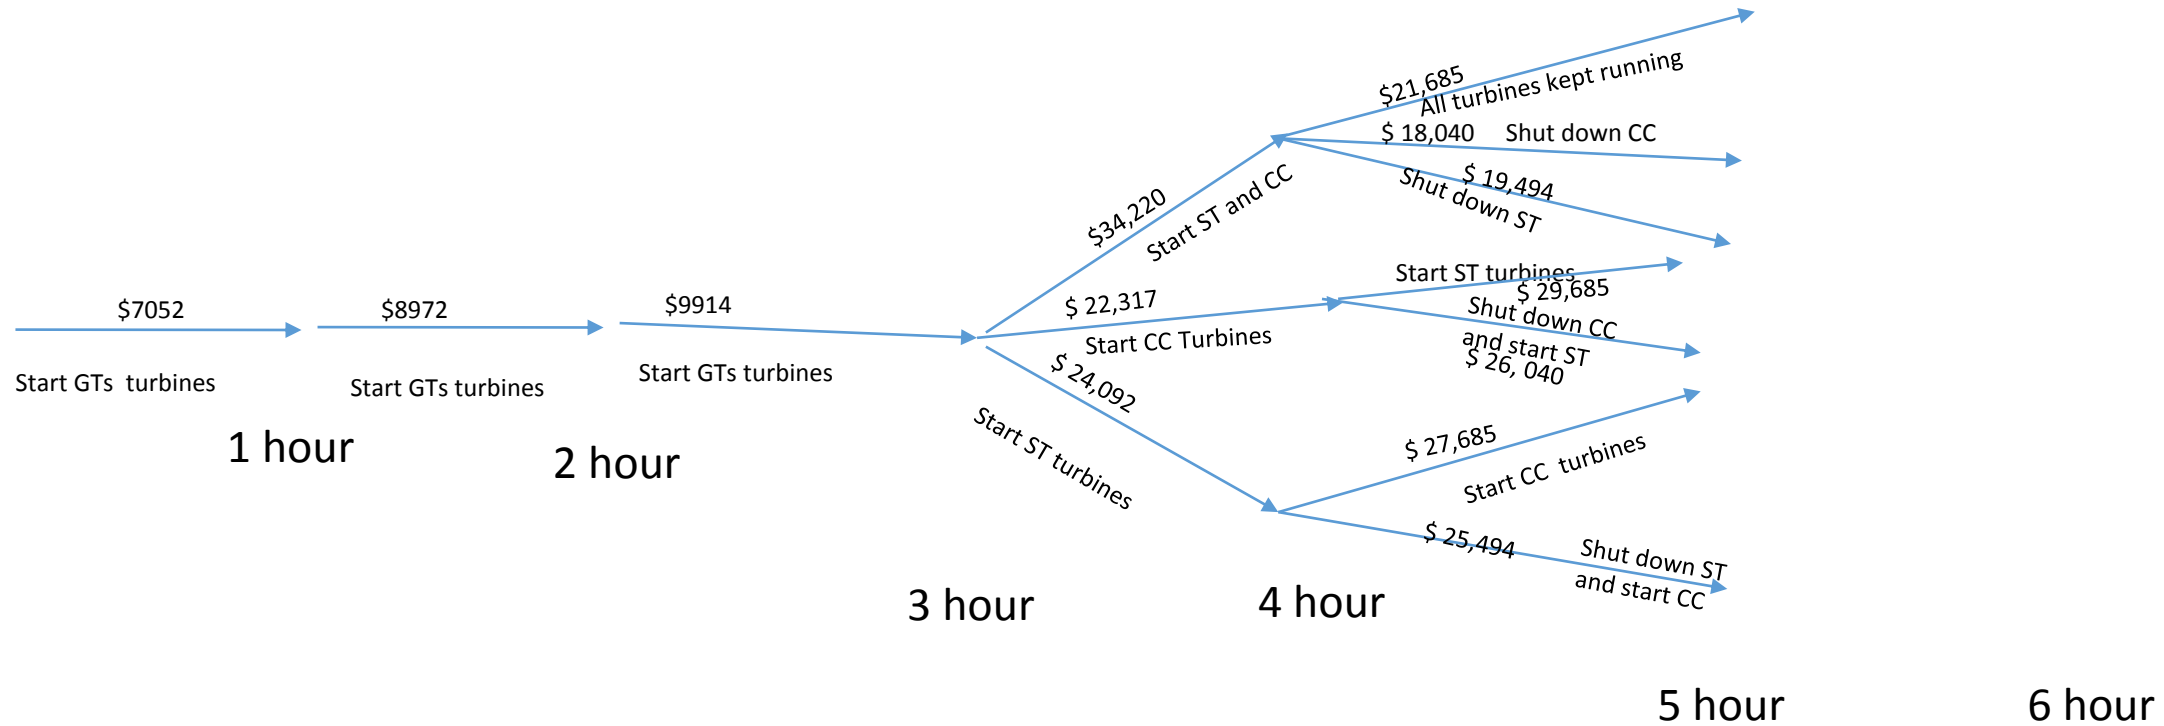 $21,685
All turbines kept running
$ 18,040 Shut down CC
$ 19,494
Shut down ST
$34,220
Start ST and CC
Start ST turbines
$ 29,685
$ 22,317
Start CC Turbines
Shut down CC
and start ST
$ 26, 040
$7052
Start GTs turbines
$8972
Start GTs turbines
$9914
Start GTs turbines
$ 24,092
Start ST turbines
$ 27,685
Start CC turbines
$ 25,494
Shut down ST
and start CC
1 hour
2 hour
3 hour
4 hour
5 hour
6 hour